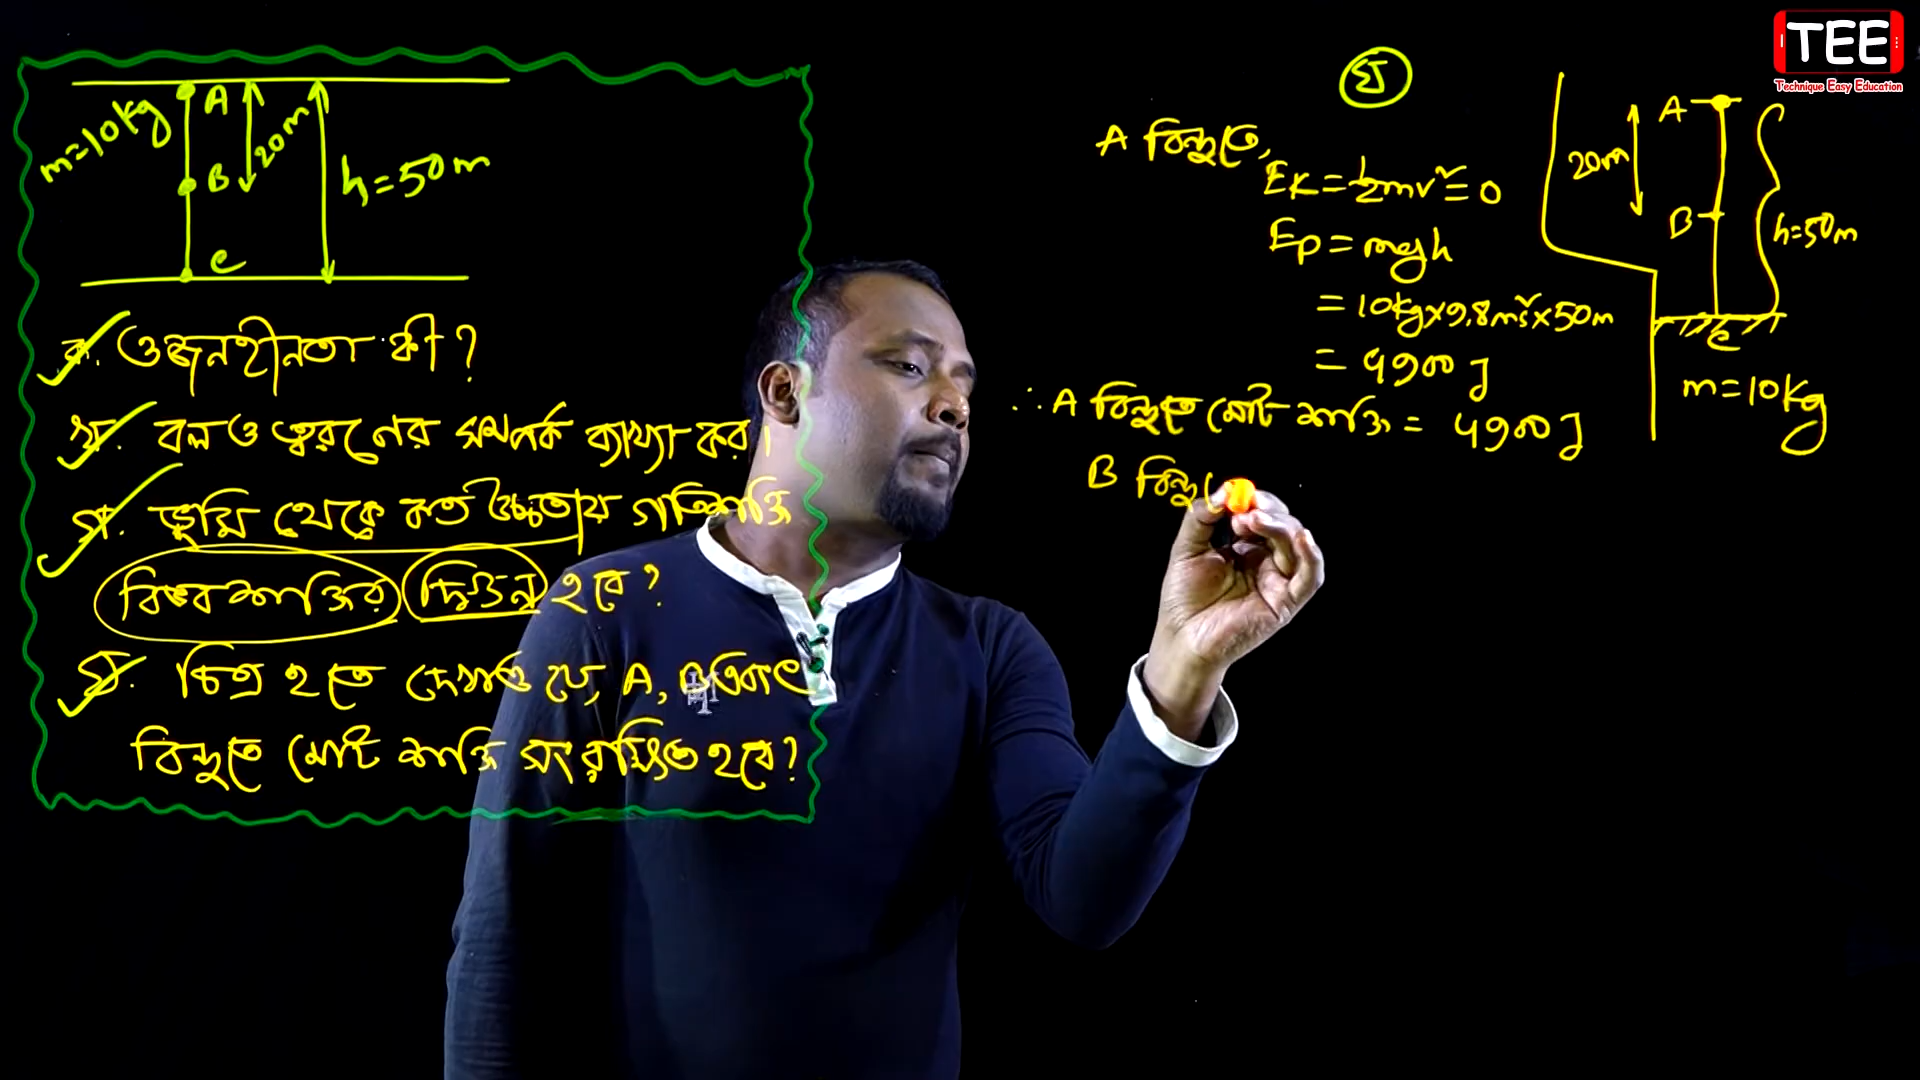 m=10kg
A
20m
B
h=50m
C
ক. ওজনহীনতা কী?
খ. বল ও ত্বরণের সম্পর্ক ব্যাখ্যা কর।
গ. ভূমি থেকে কত উচ্চতায় গতিশক্তি
বিভবশক্তির দ্বিগুন হবে?
ঘ. চিত্র হতে দেখাও যে, A, B
বিন্দুতে মোট শক্তি সংরক্ষিত হবে?
ঘ
A বিন্দুতে,
Ek = ½mv² = 0
Ep = mgh
= 10kg×9.8ms²×50m
= 4900 J
∴ A বিন্দুতে মোট শক্তি = 4900 J
B বিন্দু
A
20m
B
h=50m
C
m=10kg
TEE
Technique Easy Education